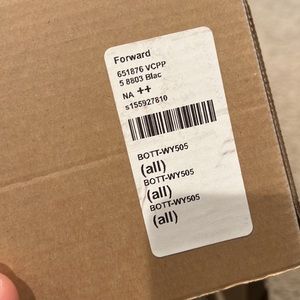 Forward
651876 VCPP
5 8803 Blac
NA ++
s155927810
BOTT-WY505
(all)
BOTT-WY505
(all)
BOTT-WY505
(all)